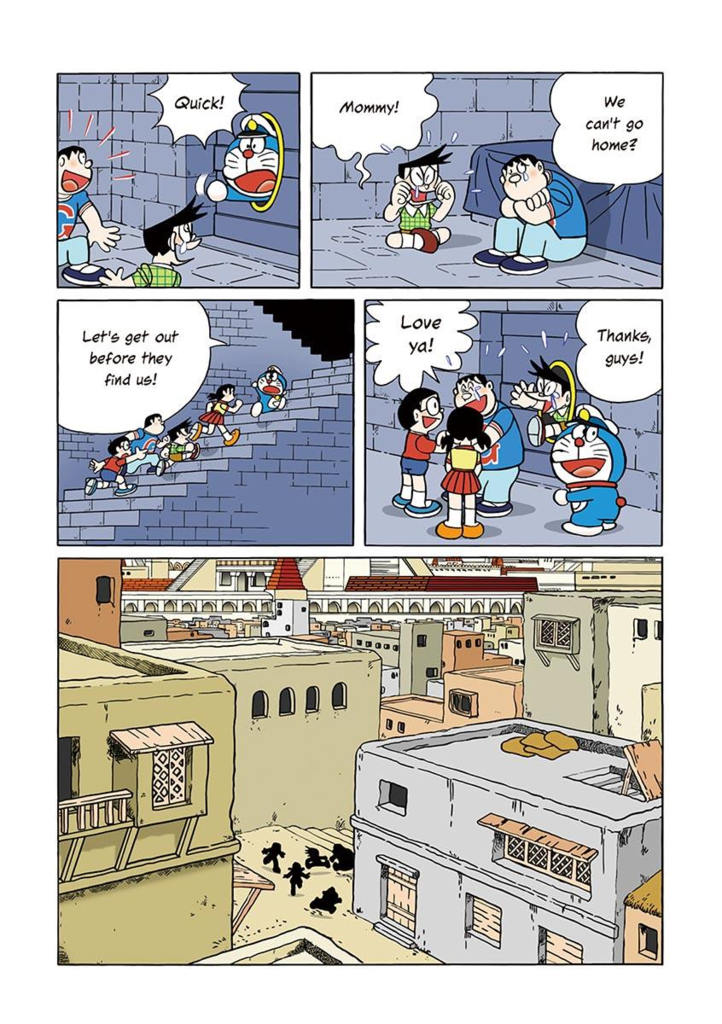 We
can't go
home?
Mommy!
Quick!
Thanks,
guys!
Love
ya!
Let's get out
before they
find us!